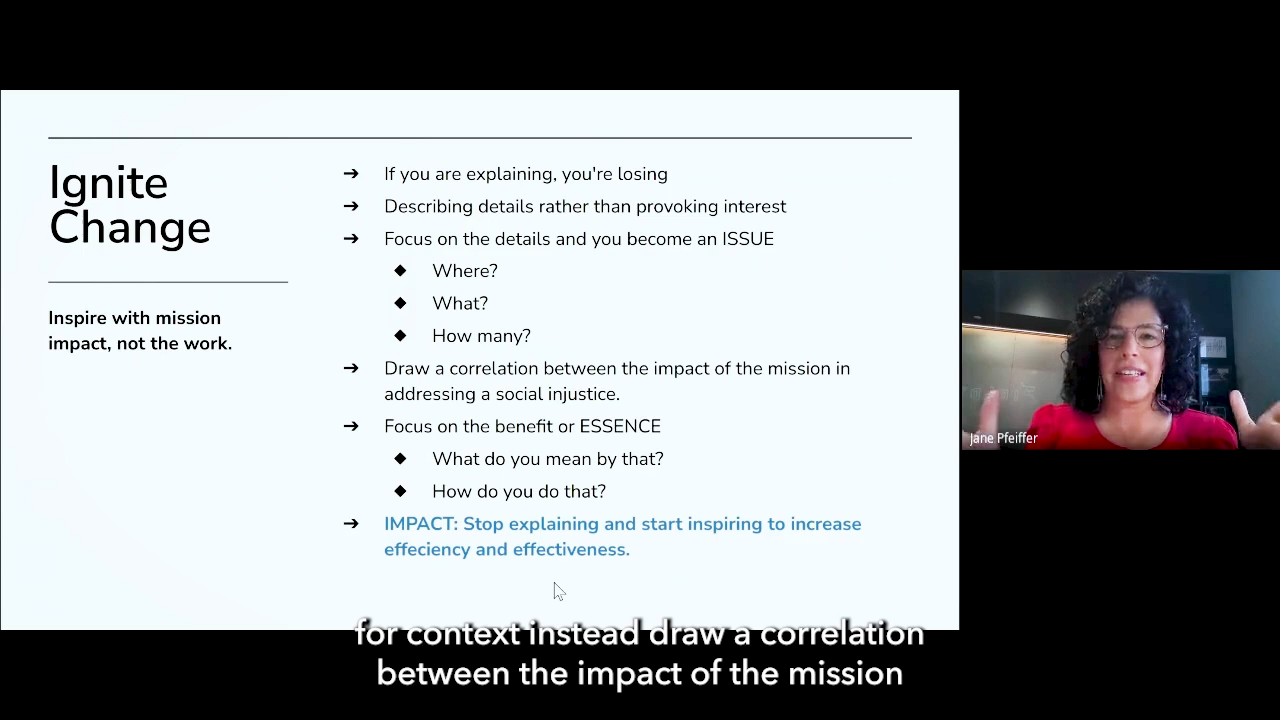 Ignite
Change
Inspire with mission
impact, not the work.
➔ If you are explaining, you're losing
➔ Describing details rather than provoking interest
➔ Focus on the details and you become an ISSUE
◆ Where?
◆ What?
◆ How many?
➔ Draw a correlation between the impact of the mission in
addressing a social injustice.
➔ Focus on the benefit or ESSENCE
◆ What do you mean by that?
◆ How do you do that?
➔ IMPACT: Stop explaining and start inspiring to increase
effeciency and effectiveness.
Jane Pfeiffer
for context instead draw a correlation
between the impact of the mission